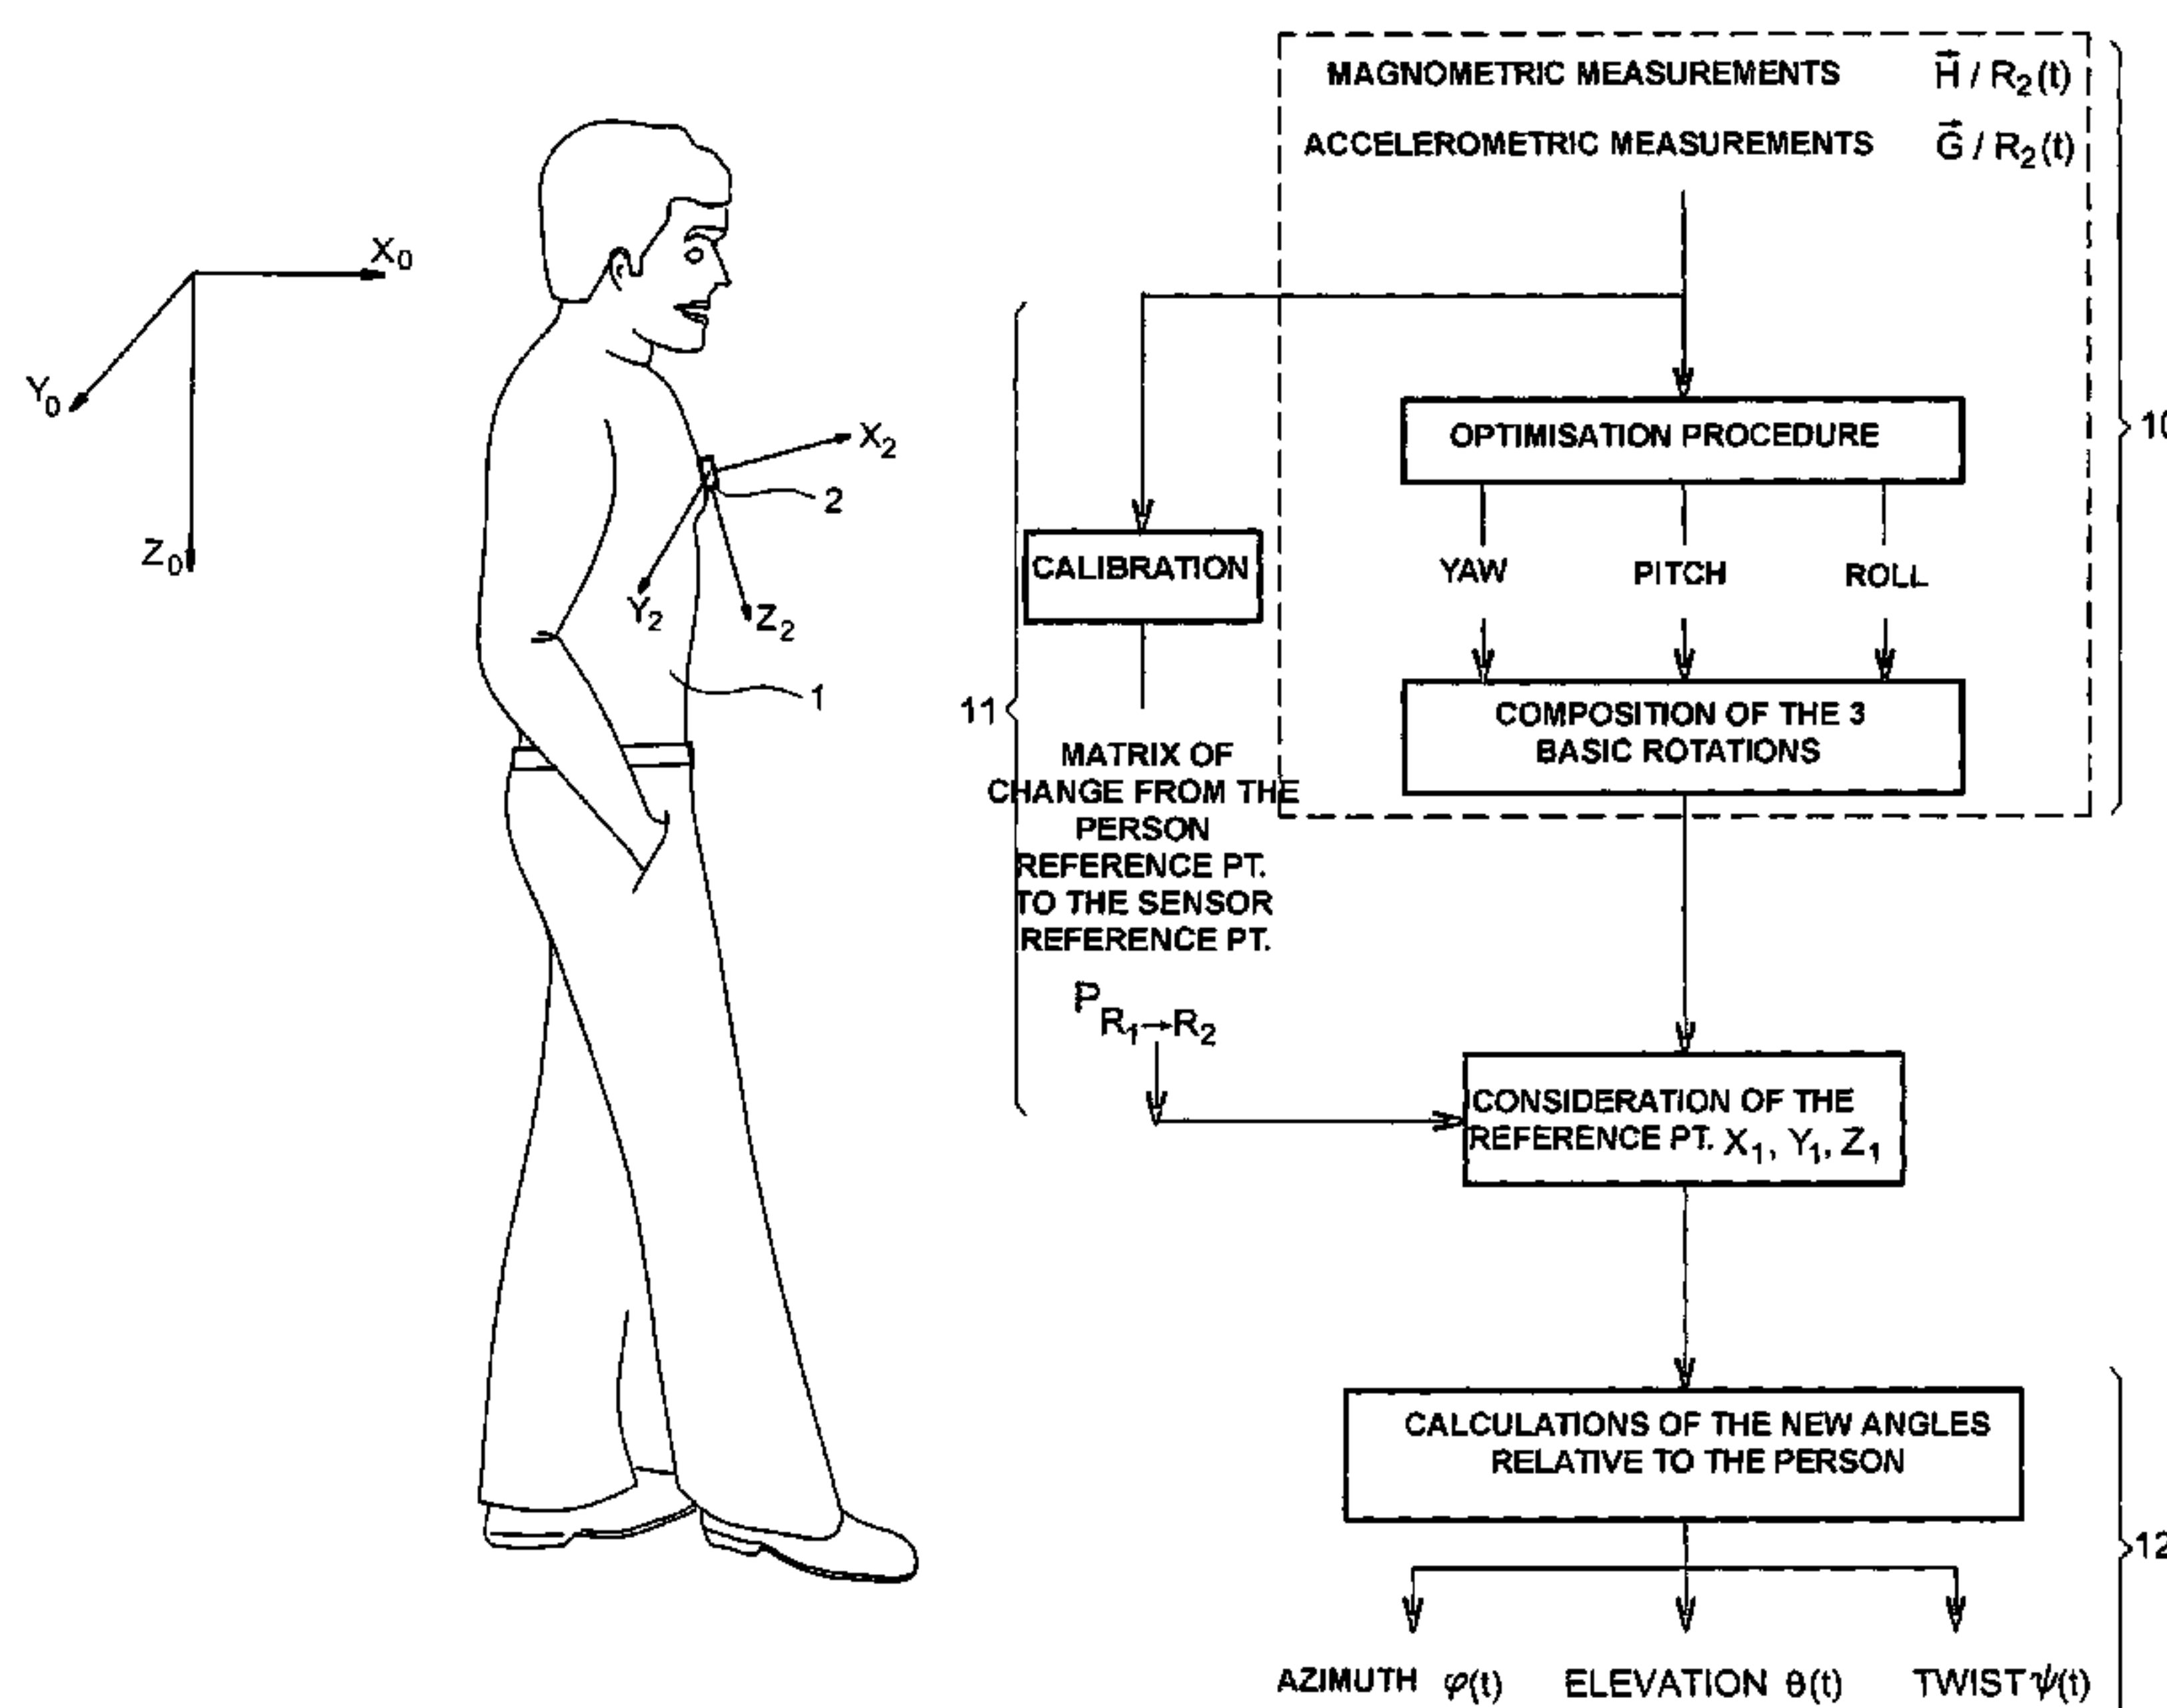 X0
Y0
Z0
X2
2
Y2
Z2
1
MAGNOMETRIC MEASUREMENTS H / R2(t)
ACCELEROMETRIC MEASUREMENTS G / R2(t)
10
OPTIMISATION PROCEDURE
YAW PITCH ROLL
CALIBRATION
COMPOSITION OF THE 3
BASIC ROTATIONS
11
MATRIX OF
CHANGE FROM THE
PERSON
REFERENCE PT.
TO THE SENSOR
REFERENCE PT.
P R1→R2
CONSIDERATION OF THE
REFERENCE PT. X1, Y1, Z1
CALCULATIONS OF THE NEW ANGLES
RELATIVE TO THE PERSON
12
AZIMUTH φ(t) ELEVATION θ(t) TWIST ψ(t)